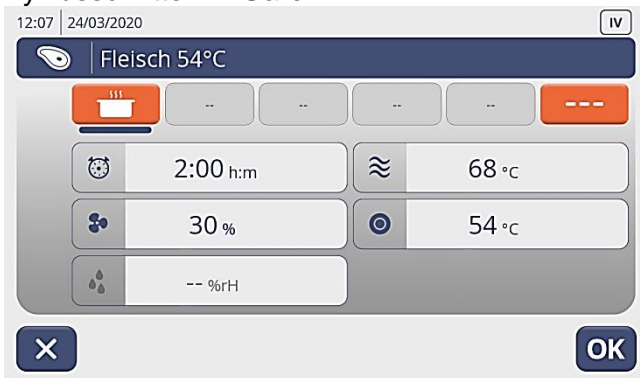 12:07 24/03/2020 IV
Fleisch 54°C
-- -- -- -- ---
2:00 h:m 68 °C
30 % 54 °C
-- %rH
OK